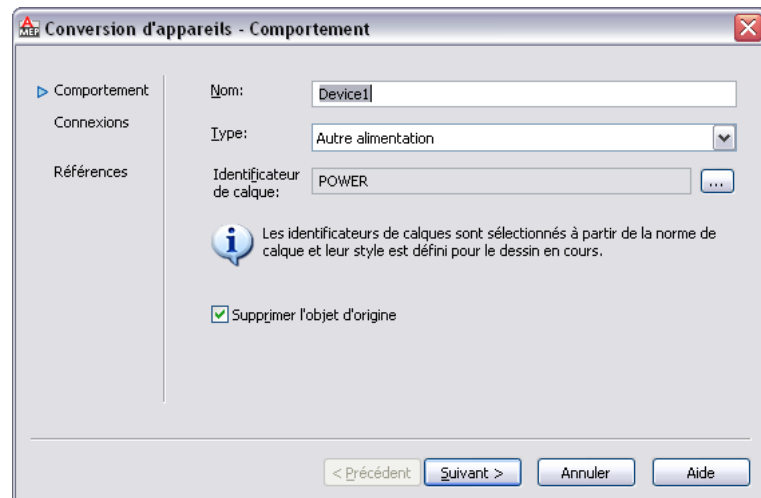 MEP Conversion d'appareils - Comportement
Comportement
Connexions
Références
Nom:
Device1
Type:
Autre alimentation
Identificateur
de calque:
POWER
...
Les identificateurs de calques sont sélectionnés à partir de la norme de
calque et leur style est défini pour le dessin en cours.
Supprimer l'objet d'origine
< Précédent
Suivant >
Annuler
Aide